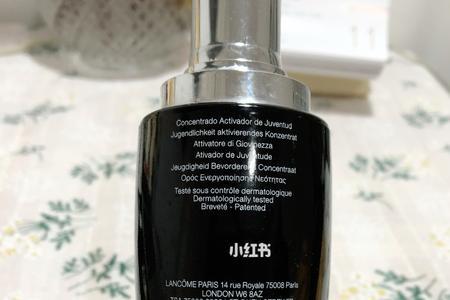 Concentrado Activador de Juventud
Jugendlichkeit aktivierendes Konzentrat
Attivatore di Giovinezza
Ativador de Juventude
Jeugdigheid Bevorderend Concentraat
Ορός Ενεργοποίησης Νεότητας
Testé sous contrôle dermatologique
Dermatologically tested
Breveté - Patented
小红书
LANCÔME PARIS 14 rue Royale 75008 Paris
LONDON W6 8AZ